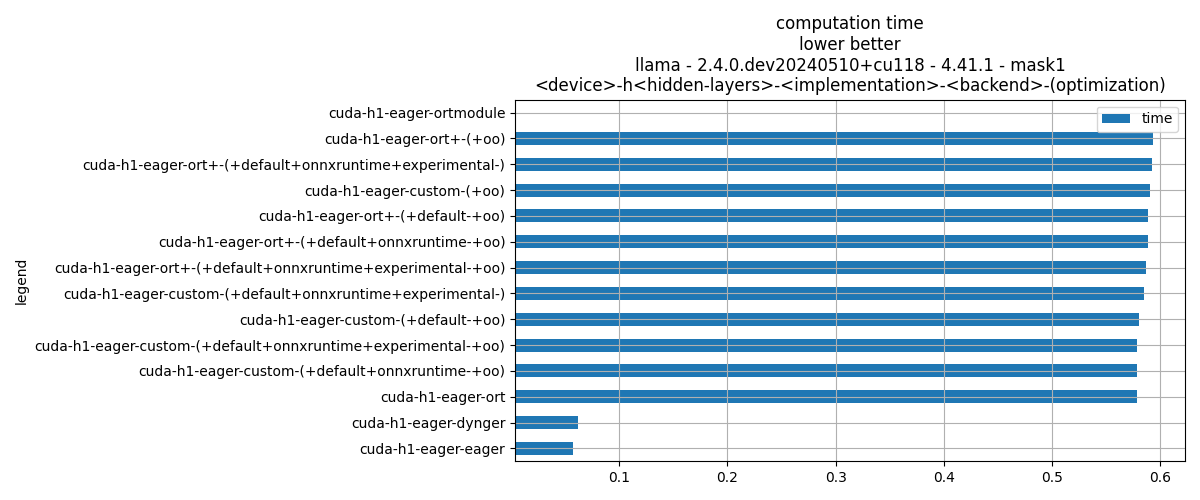 computation time
lower better
llama - 2.4.0.dev20240510+cu118 - 4.41.1 - mask1
<device>-h<hidden-layers>-<implementation>-<backend>-(optimization)
time
legend
cuda-h1-eager-ortmodule
cuda-h1-eager-ort+-(+oo)
cuda-h1-eager-ort+-(+default+onnxruntime+experimental-)
cuda-h1-eager-custom-(+oo)
cuda-h1-eager-ort+-(+default-+oo)
cuda-h1-eager-ort+-(+default+onnxruntime-+oo)
cuda-h1-eager-ort+-(+default+onnxruntime+experimental-+oo)
cuda-h1-eager-custom-(+default+onnxruntime+experimental-)
cuda-h1-eager-custom-(+default-+oo)
cuda-h1-eager-custom-(+default+onnxruntime+experimental-+oo)
cuda-h1-eager-custom-(+default+onnxruntime-+oo)
cuda-h1-eager-ort
cuda-h1-eager-dynger
cuda-h1-eager-eager
0.1 0.2 0.3 0.4 0.5 0.6